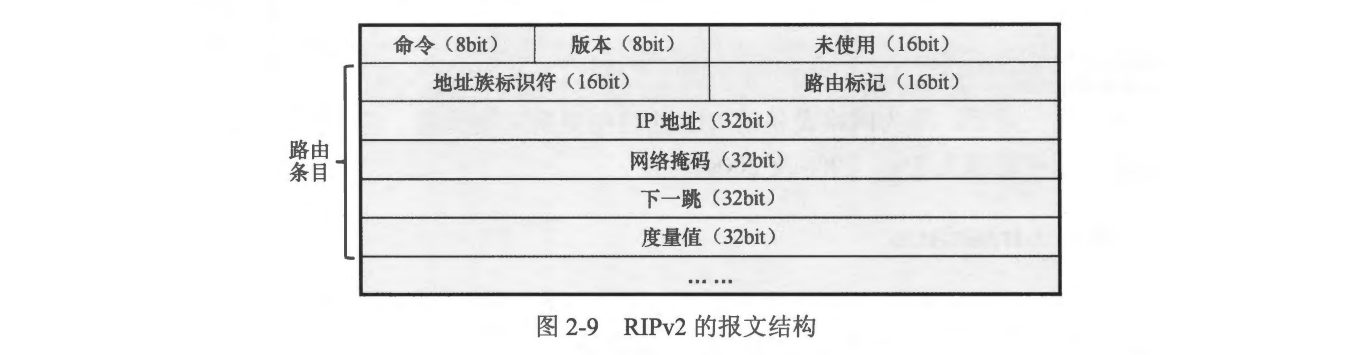 命令（8bit） 版本（8bit） 未使用（16bit）
地址族标识符（16bit） 路由标记（16bit）
IP 地址（32bit）
路由
条目
网络掩码（32bit）
下一跳（32bit）
度量值（32bit）
... ...
图 2-9 RIPv2 的报文结构